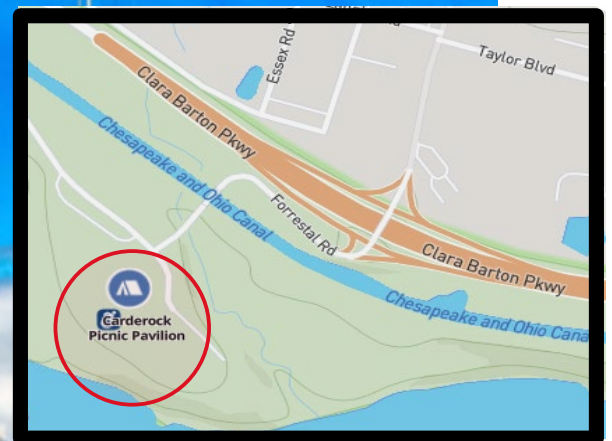 Essex Rd
Taylor Blvd
Clara Barton Pkwy
Chesapeake and Ohio Canal
Forrestal Rd
Clara Barton Pkwy
Chesapeake and Ohio Cana
Carderock
Picnic Pavilion